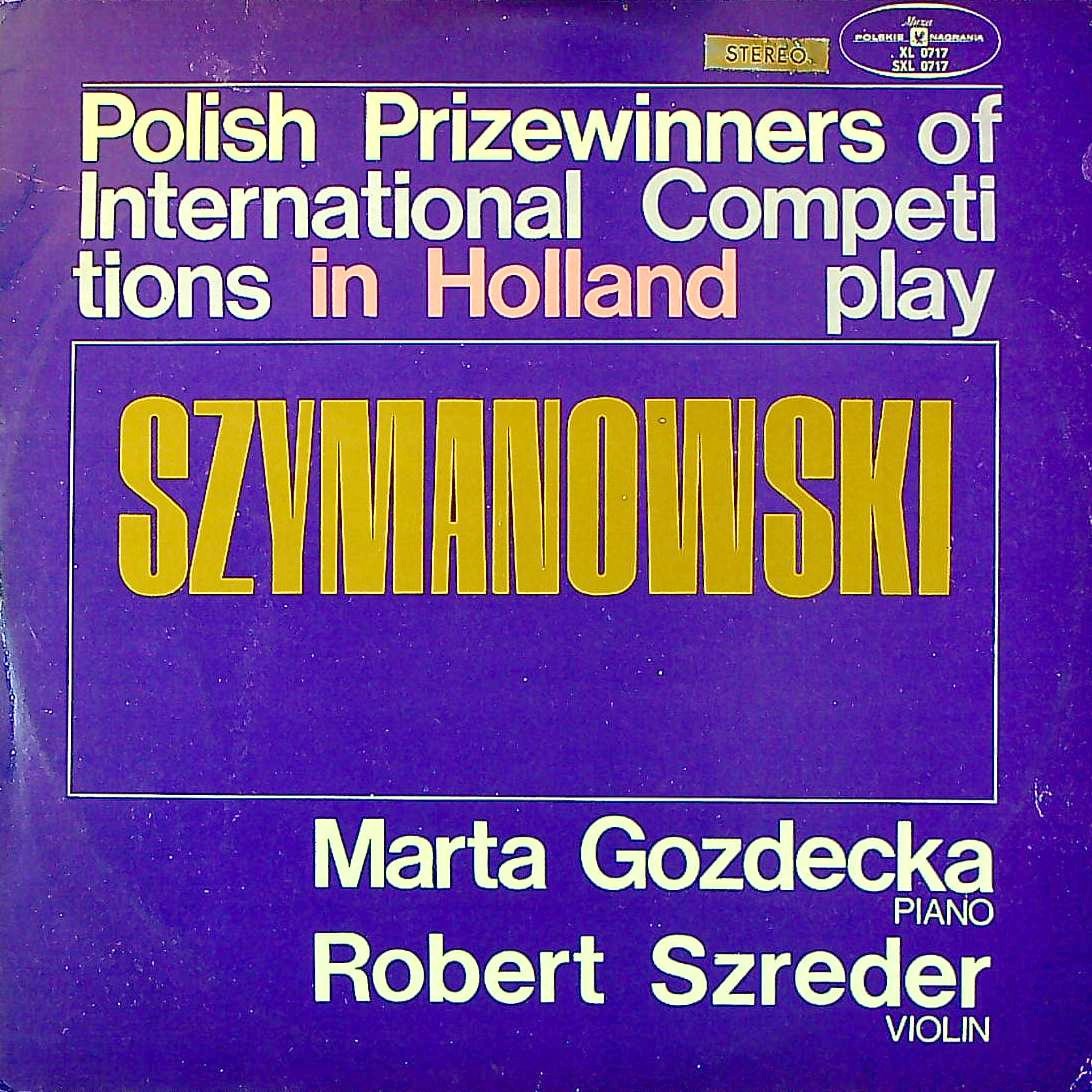 STEREO
Muza
POLSKIE NAGRANIA
XL 0717
SXL 0717
Polish Prizewinners of
International Competi
tions in Holland play
SZYMANOWSKI
Marta Gozdecka
PIANO
Robert Szreder
VIOLIN